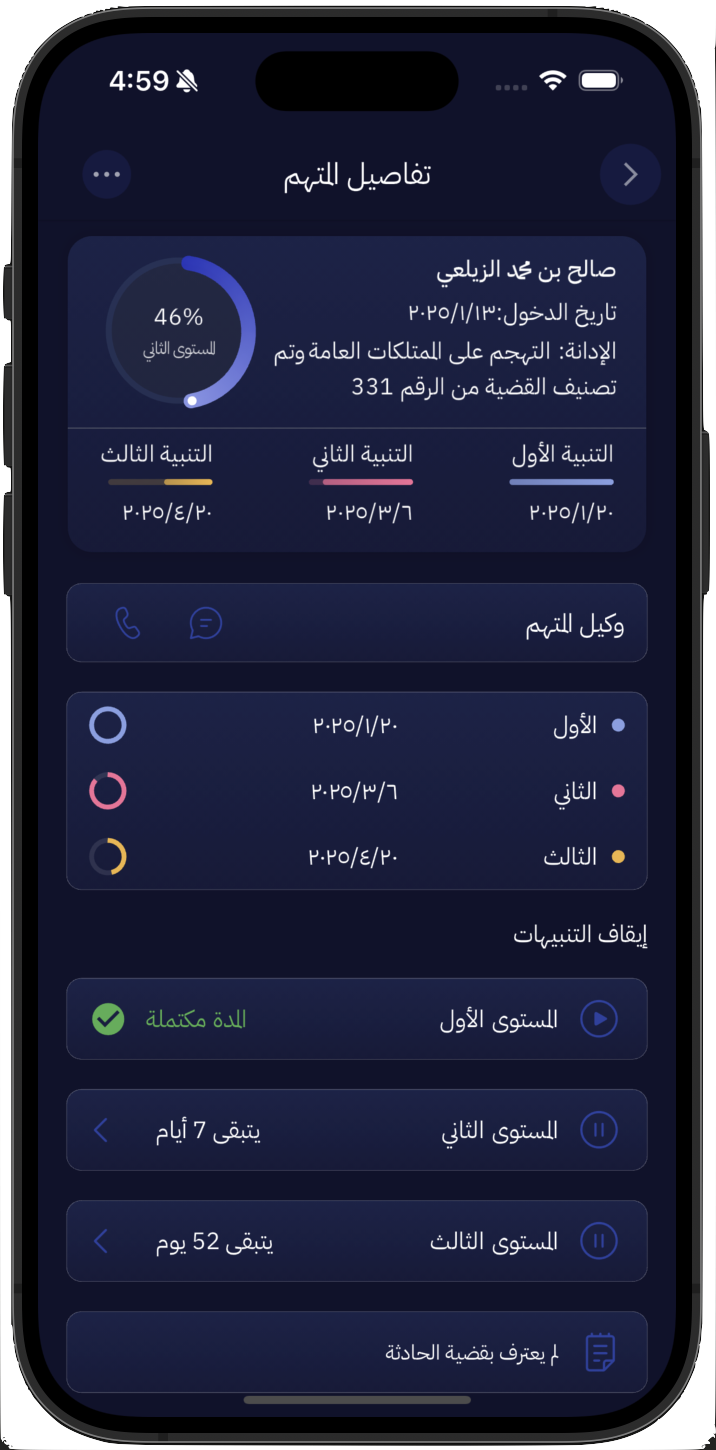 4:59
تفاصيل المتهم
صالح بن محمد الزيلعي
تاريخ الدخول:٢٠٢٥/١/١٣
الإدانة: التهجم على الممتلكات العامة وتم
تصنيف القضية من الرقم 331
46%
المستوى الثاني
التنبية الأول
التنبية الثاني
التنبية الثالث
٢٠٢٥/١/٢٠
٢٠٢٥/٣/٦
٢٠٢٥/٤/٢٠
وكيل المتهم
الأول ٢٠٢٥/١/٢٠
الثاني ٢٠٢٥/٣/٦
الثالث ٢٠٢٥/٤/٢٠
إيقاف التنبيهات
المستوى الأول المدة مكتملة
المستوى الثاني يتبقى 7 أيام
المستوى الثالث يتبقى 52 يوم
لم يعترف بقضية الحادثة